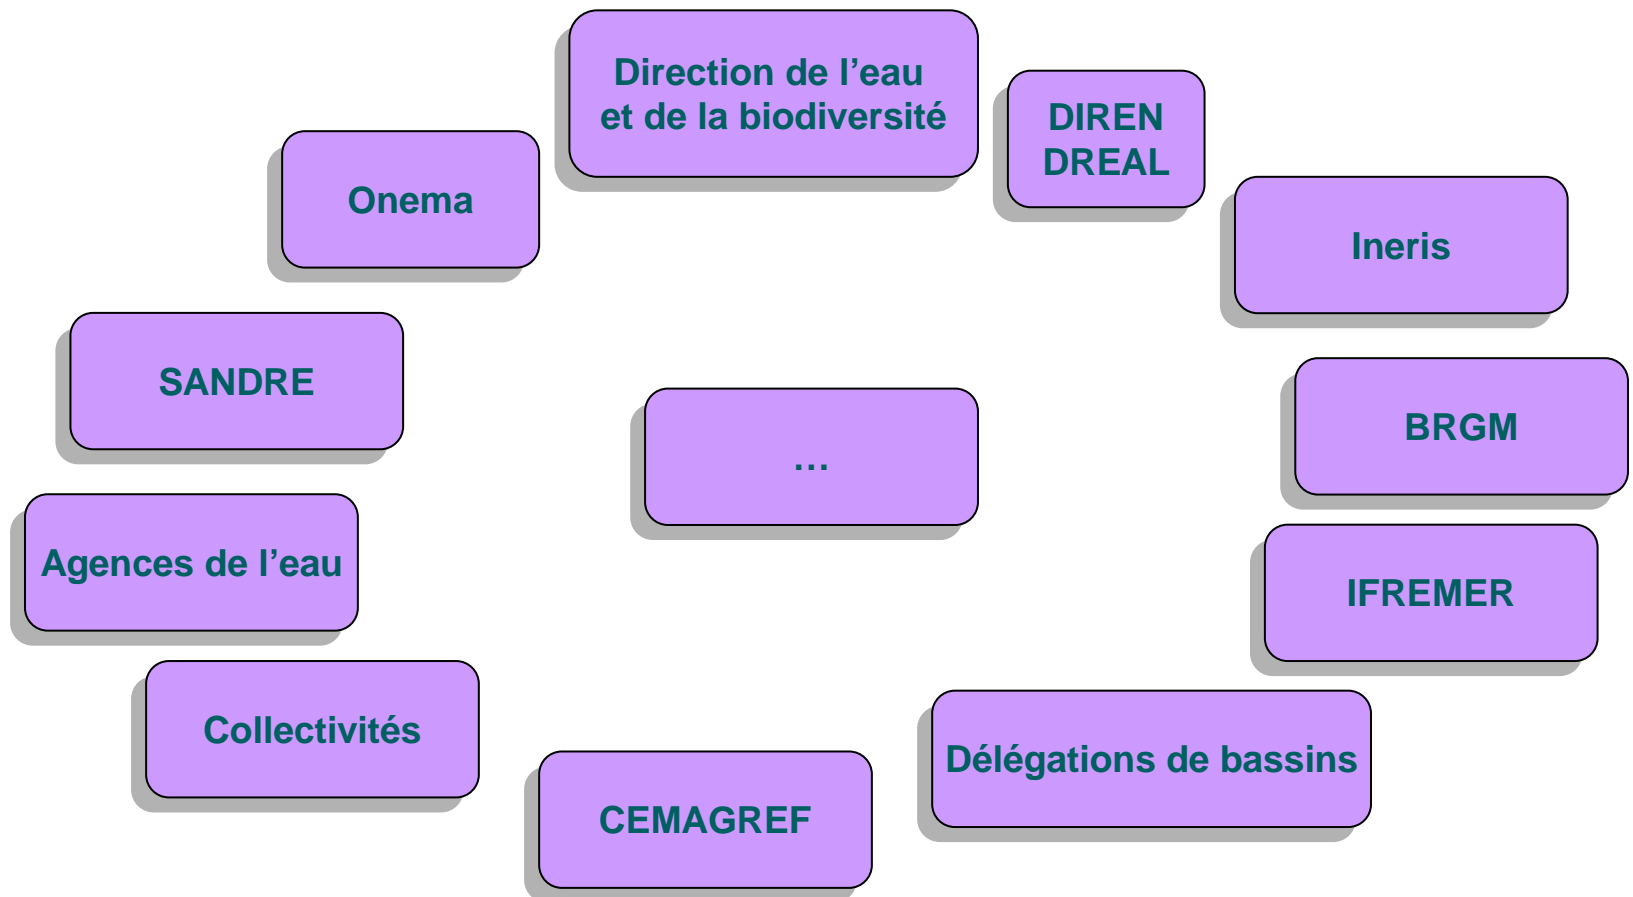 Direction de l’eau
et de la biodiversité
DIREN
DREAL
Onema
Ineris
SANDRE
BRGM
…
Agences de l’eau
IFREMER
Collectivités
Délégations de bassins
CEMAGREF